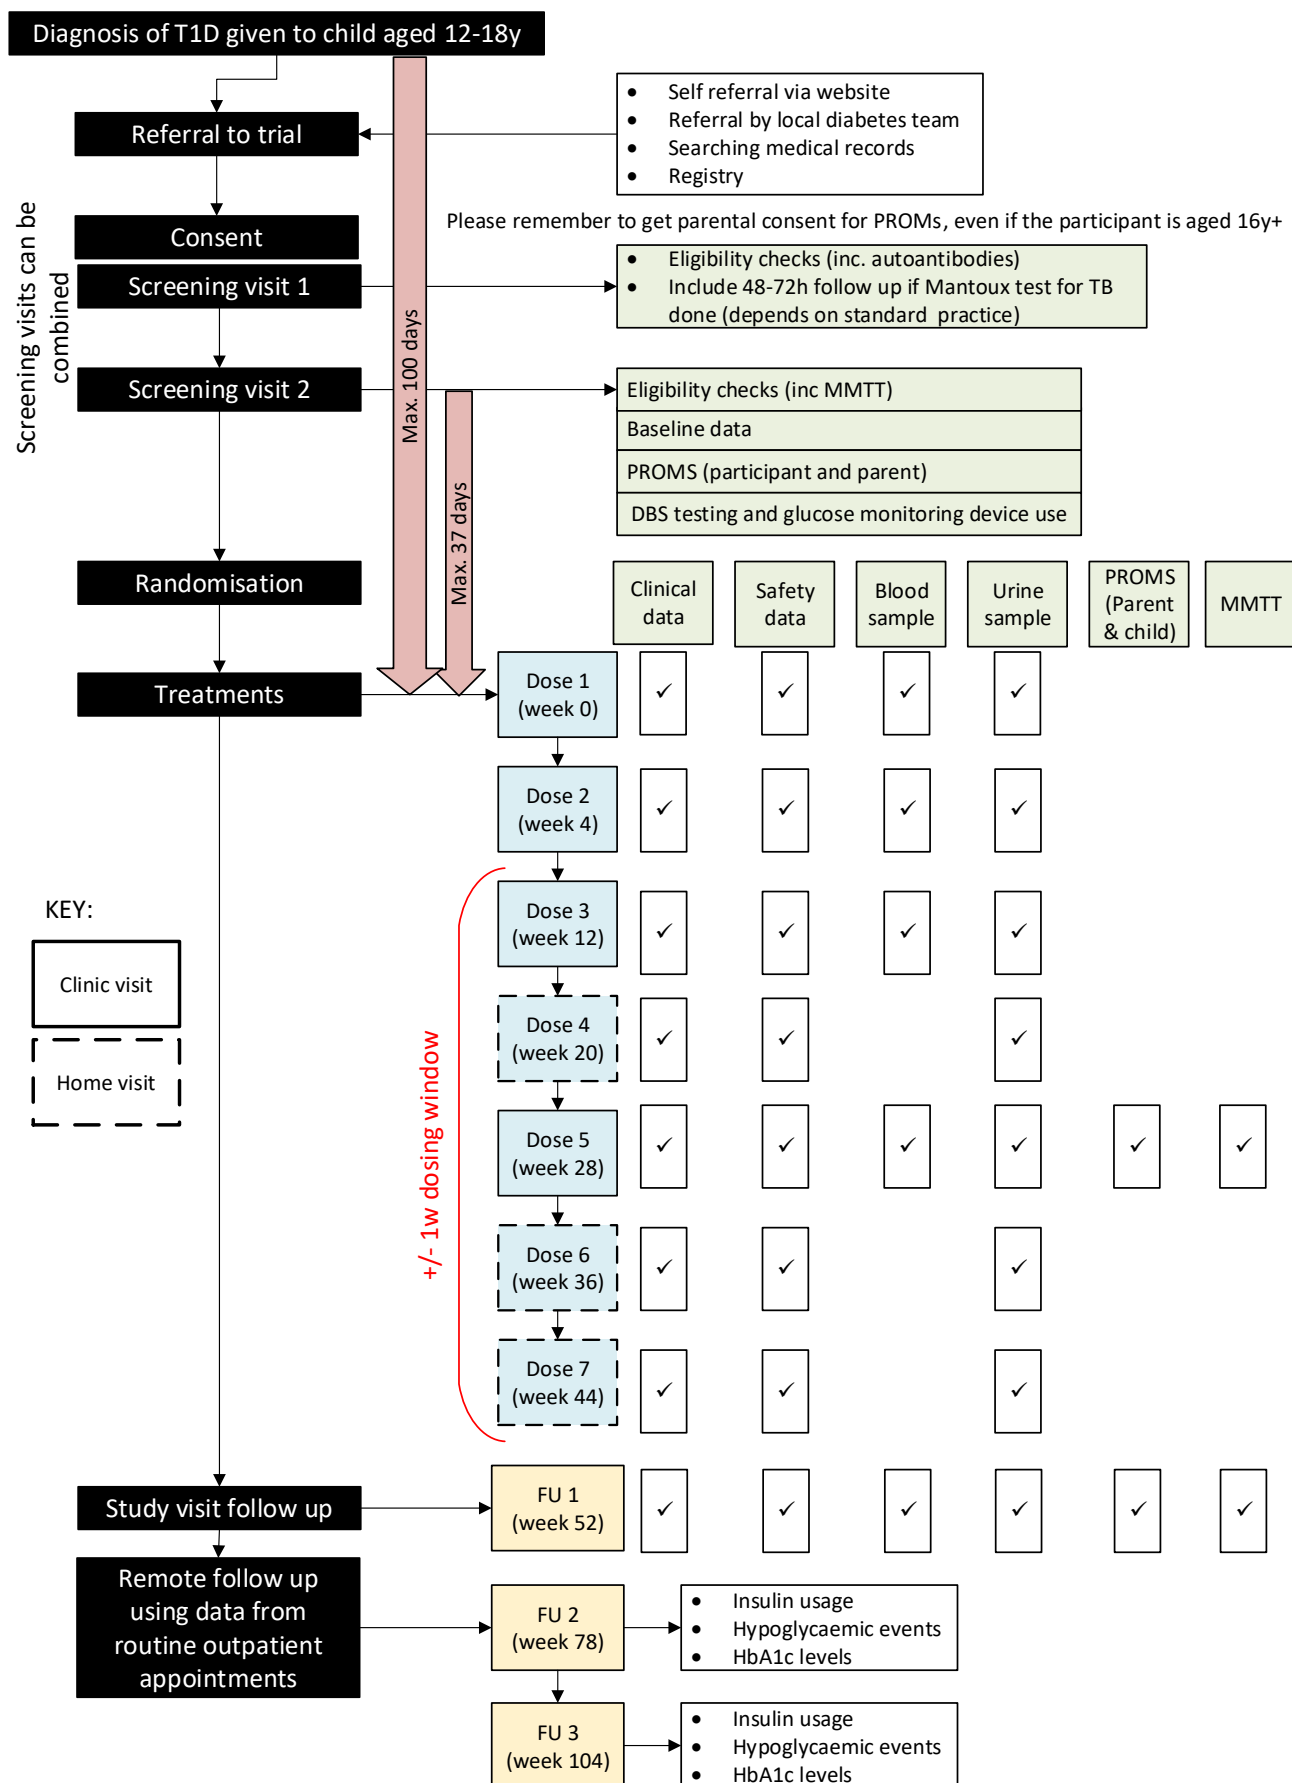 Diagnosis of T1D given to child aged 12-18y
Referral to trial
• Self referral via website
• Referral by local diabetes team
• Searching medical records
• Registry
Screening visits can be
combined
Please remember to get parental consent for PROMs, even if the participant is aged 16y+
Consent
Screening visit 1
• Eligibility checks (inc. autoantibodies)
• Include 48-72h follow up if Mantoux test for TB
done (depends on standard practice)
Max. 100 days
Screening visit 2
Eligibility checks (inc MMTT)
Baseline data
PROMS (participant and parent)
DBS testing and glucose monitoring device use
Max. 37 days
Randomisation
Clinical
data
Safety
data
Blood
sample
Urine
sample
PROMS
(Parent
& child)
MMTT
Treatments
Dose 1
(week 0)
✓ ✓ ✓ ✓
Dose 2
(week 4)
✓ ✓ ✓ ✓
KEY:
Clinic visit
Home visit
+/- 1w dosing window
Dose 3
(week 12)
✓ ✓ ✓ ✓
Dose 4
(week 20)
✓ ✓ ✓
Dose 5
(week 28)
✓ ✓ ✓ ✓ ✓ ✓
Dose 6
(week 36)
✓ ✓ ✓
Dose 7
(week 44)
✓ ✓ ✓
Study visit follow up
FU 1
(week 52)
✓ ✓ ✓ ✓ ✓ ✓
Remote follow up
using data from
routine outpatient
appointments
FU 2
(week 78)
• Insulin usage
• Hypoglycaemic events
• HbA1c levels
FU 3
(week 104)
• Insulin usage
• Hypoglycaemic events
• HbA1c levels